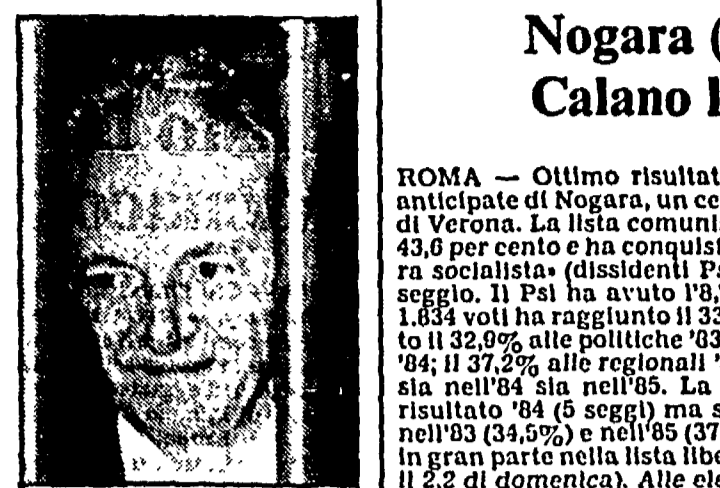 Nogara (
Calano l
ROMA — Ottimo risultat
anticipate di Nogara, un ce
di Verona. La lista comuni
43,6 per cento e ha conquis
ra socialista» (dissidenti Ps
seggio. Il Psi ha avuto l'8,
1.834 voti ha raggiunto il 33
to il 32,9% alle politiche '83
'84; il 37,2% alle regionali '
sia nell'84 sia nell'85. La
risultato '84 (5 seggi) ma s
nell'83 (34,5%) e nell'85 (37
in gran parte nella lista libe
il 2,2 di domenica). Alle ele